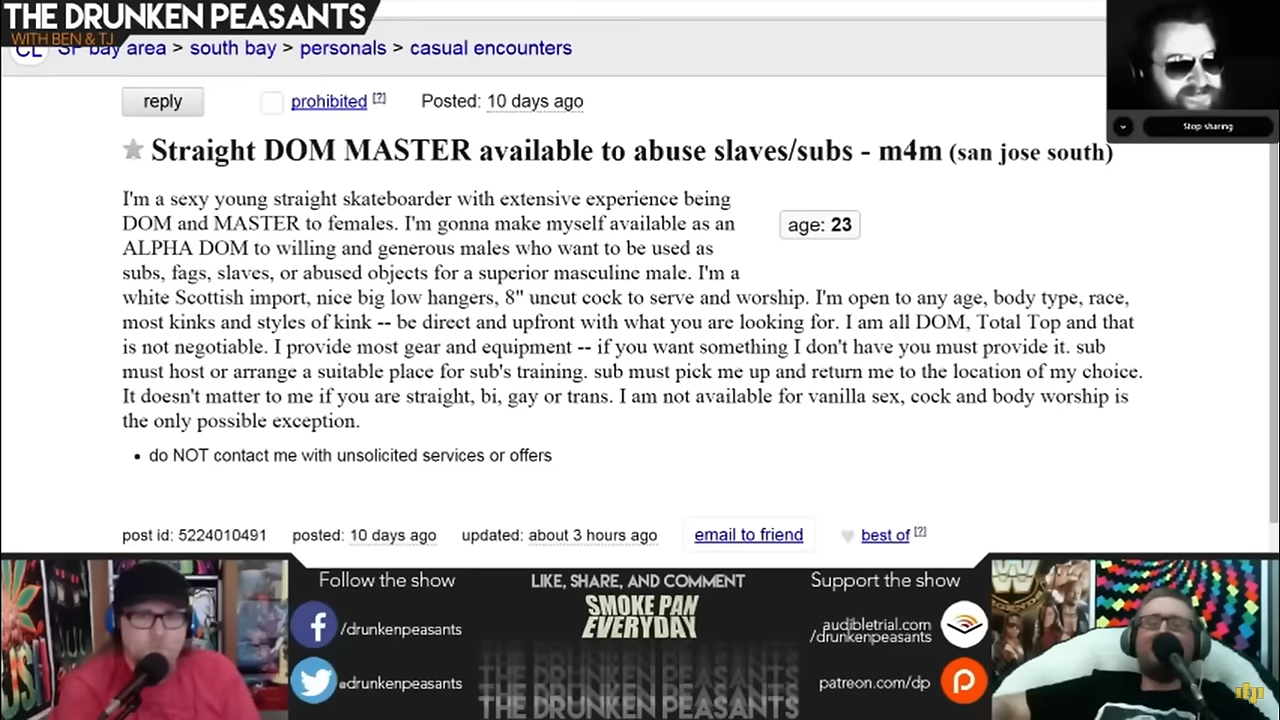 THE DRUNKEN PEASANTS
WITH BEN & TJ
CL SF bay area > south bay > personals > casual encounters
reply prohibited [?] Posted: 10 days ago
Stop sharing
Straight DOM MASTER available to abuse slaves/subs - m4m (san jose south)
I'm a sexy young straight skateboarder with extensive experience being
DOM and MASTER to females. I'm gonna make myself available as an
age: 23
ALPHA DOM to willing and generous males who want to be used as
subs, fags, slaves, or abused objects for a superior masculine male. I'm a
white Scottish import, nice big low hangers, 8" uncut cock to serve and worship. I'm open to any age, body type, race,
most kinks and styles of kink -- be direct and upfront with what you are looking for. I am all DOM, Total Top and that
is not negotiable. I provide most gear and equipment -- if you want something I don't have you must provide it. sub
must host or arrange a suitable place for sub's training. sub must pick me up and return me to the location of my choice.
It doesn't matter to me if you are straight, bi, gay or trans. I am not available for vanilla sex, cock and body worship is
the only possible exception.
• do NOT contact me with unsolicited services or offers
post id: 5224010491 posted: 10 days ago updated: about 3 hours ago email to friend best of [?]
Follow the show
/drunkenpeasants
@drunkenpeasants
LIKE, SHARE, AND COMMENT
SMOKE PAN
EVERYDAY
THE DRUNKEN PEASANTS
THE DRUNKEN PEASANTS
Support the show
audibletrial.com
/drunkenpeasants
patreon.com/dp
W
dp